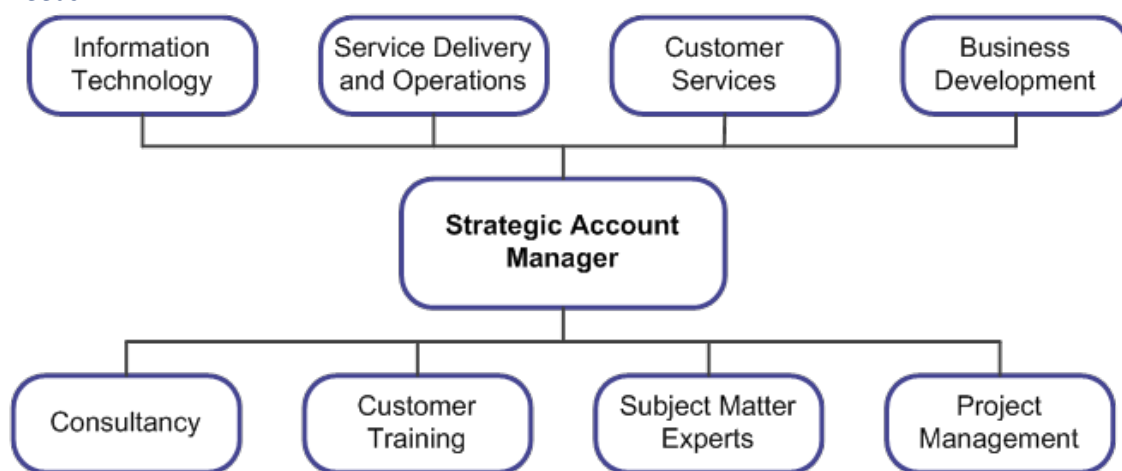 Information
Technology
Service Delivery
and Operations
Customer
Services
Business
Development
Strategic Account
Manager
Consultancy
Customer
Training
Subject Matter
Experts
Project
Management